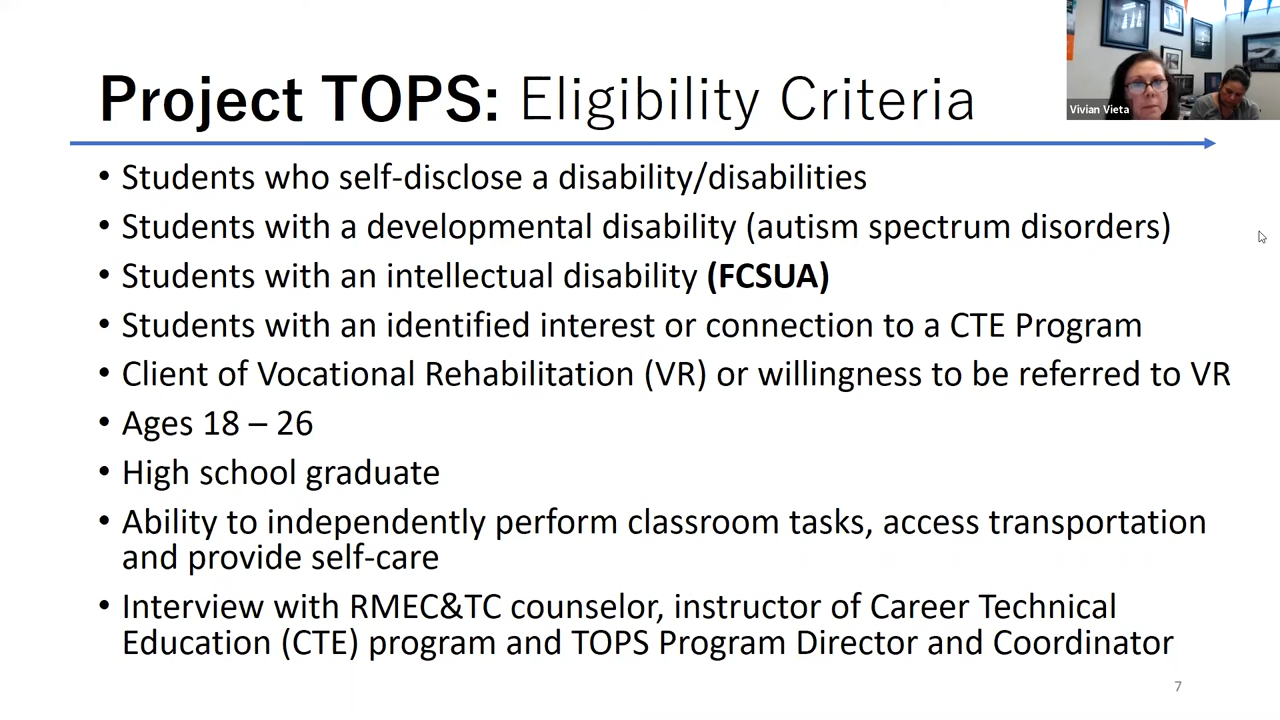 Project TOPS: Eligibility Criteria
Vivian Vieta
• Students who self-disclose a disability/disabilities
• Students with a developmental disability (autism spectrum disorders)
• Students with an intellectual disability (FCSUA)
• Students with an identified interest or connection to a CTE Program
• Client of Vocational Rehabilitation (VR) or willingness to be referred to VR
• Ages 18 – 26
• High school graduate
• Ability to independently perform classroom tasks, access transportation
and provide self-care
• Interview with RMEC&TC counselor, instructor of Career Technical
Education (CTE) program and TOPS Program Director and Coordinator
7